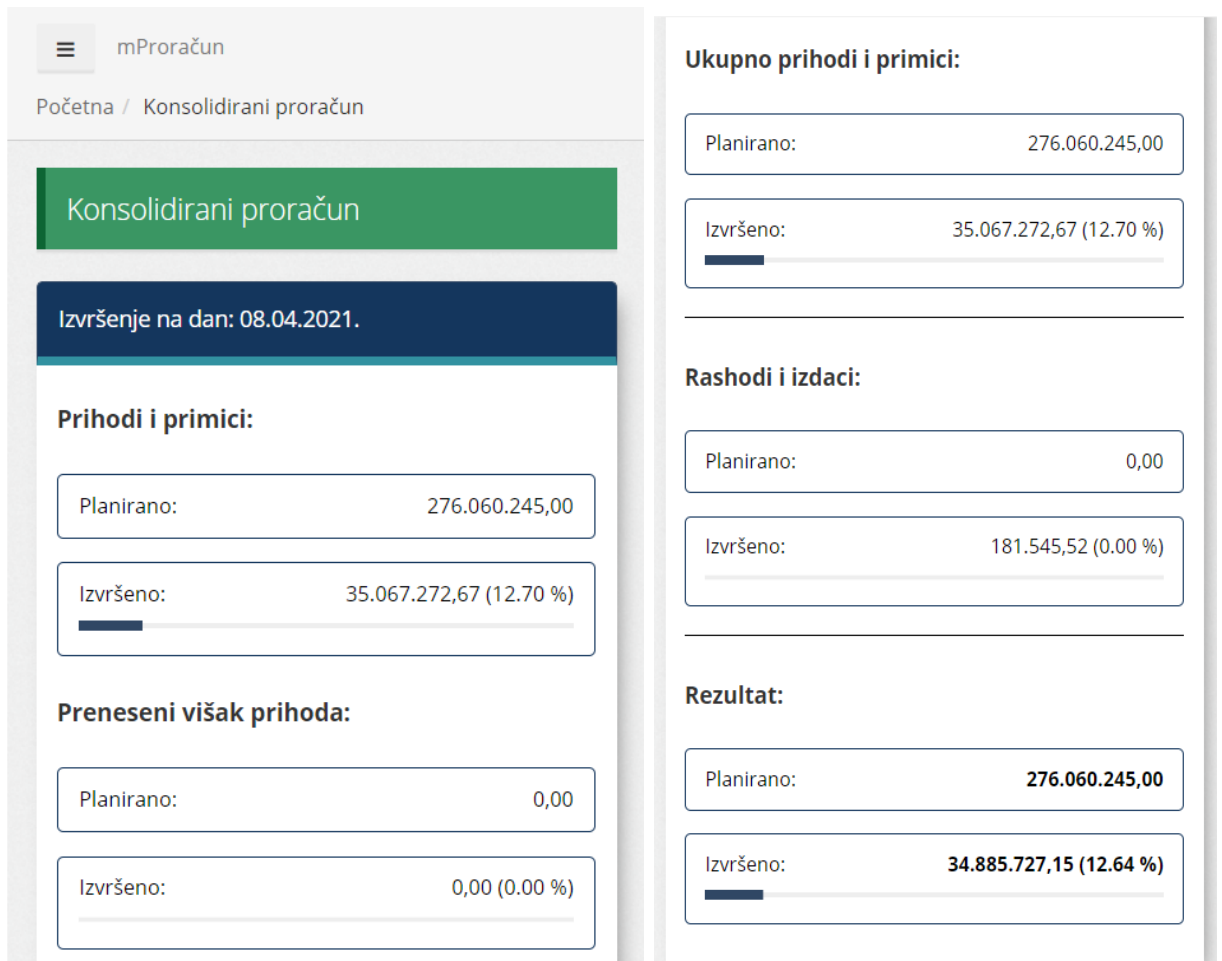 ≡ mProračun
Početna / Konsolidirani proračun
Konsolidirani proračun
Izvršenje na dan: 08.04.2021.
Prihodi i primici:
Planirano: 276.060.245,00
Izvršeno: 35.067.272,67 (12.70 %)
Preneseni višak prihoda:
Planirano: 0,00
Izvršeno: 0,00 (0.00 %)
Ukupno prihodi i primici:
Planirano: 276.060.245,00
Izvršeno: 35.067.272,67 (12.70 %)
Rashodi i izdaci:
Planirano: 0,00
Izvršeno: 181.545,52 (0.00 %)
Rezultat:
Planirano: 276.060.245,00
Izvršeno: 34.885.727,15 (12.64 %)